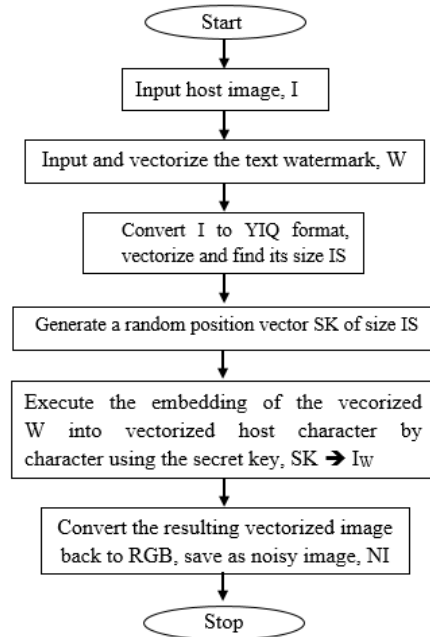 Start
Input host image, I
Input and vectorize the text watermark, W
Convert I to YIQ format,
vectorize and find its size IS
Generate a random position vector SK of size IS
Execute the embedding of the vecorized
W into vectorized host character by
character using the secret key, SK ➔ IW
Convert the resulting vectorized image
back to RGB, save as noisy image, NI
Stop